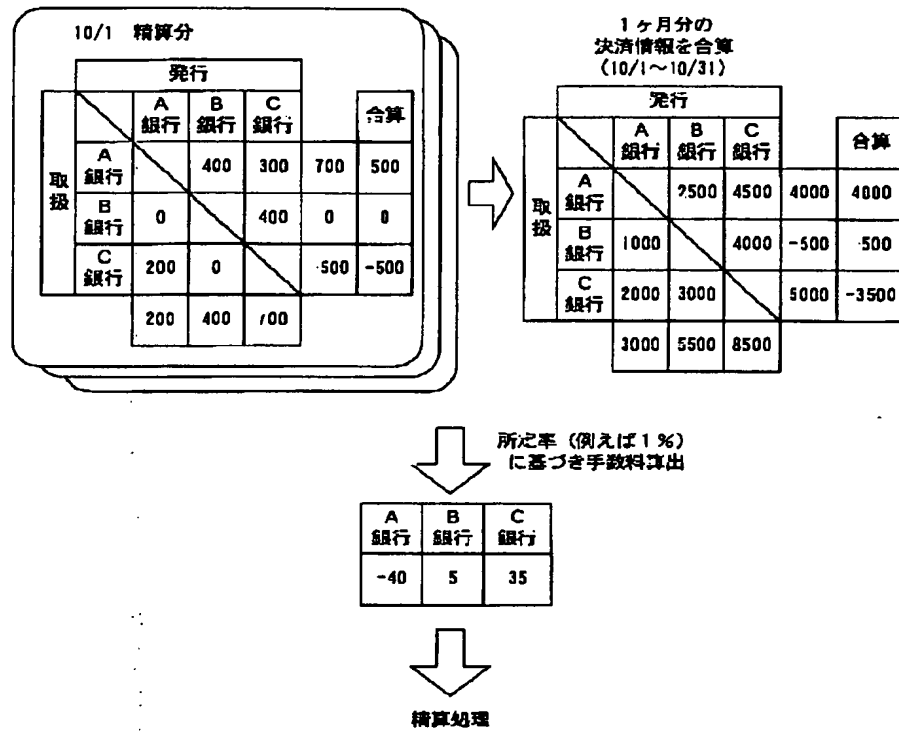 10/1 精算分
発行
A銀行 B銀行 C銀行 合算
取扱
A銀行 400 300 700 500
B銀行 0 400 0 0
C銀行 200 0 -500 -500
200 400 700
1ヶ月分の
決済情報を合算
(10/1〜10/31)
発行
A銀行 B銀行 C銀行 合算
取扱
A銀行 2500 4500 4000 4000
B銀行 1000 4000 -500 -500
C銀行 2000 3000 5000 -3500
3000 5500 8500
所定率（例えば1％）
に基づき手数料算出
A銀行 B銀行 C銀行
-40 5 35
精算処理